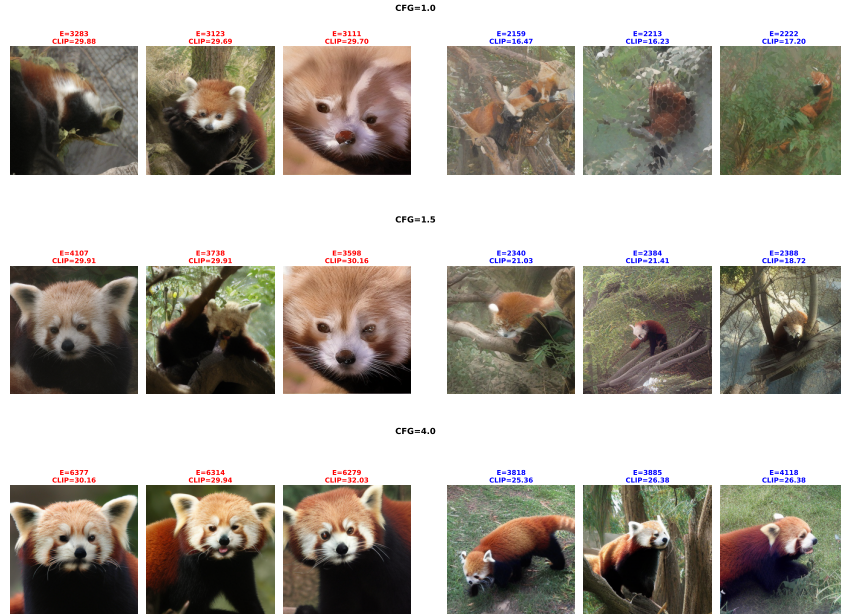 CFG=1.0
E=3283
CLIP=29.88
E=3123
CLIP=29.69
E=3111
CLIP=29.70
E=2159
CLIP=16.47
E=2213
CLIP=16.23
E=2222
CLIP=17.20
CFG=1.5
E=4107
CLIP=29.91
E=3738
CLIP=29.91
E=3598
CLIP=30.16
E=2340
CLIP=21.03
E=2384
CLIP=21.41
E=2388
CLIP=18.72
CFG=4.0
E=6377
CLIP=30.16
E=6314
CLIP=29.94
E=6279
CLIP=32.03
E=3818
CLIP=25.36
E=3885
CLIP=26.38
E=4118
CLIP=26.38